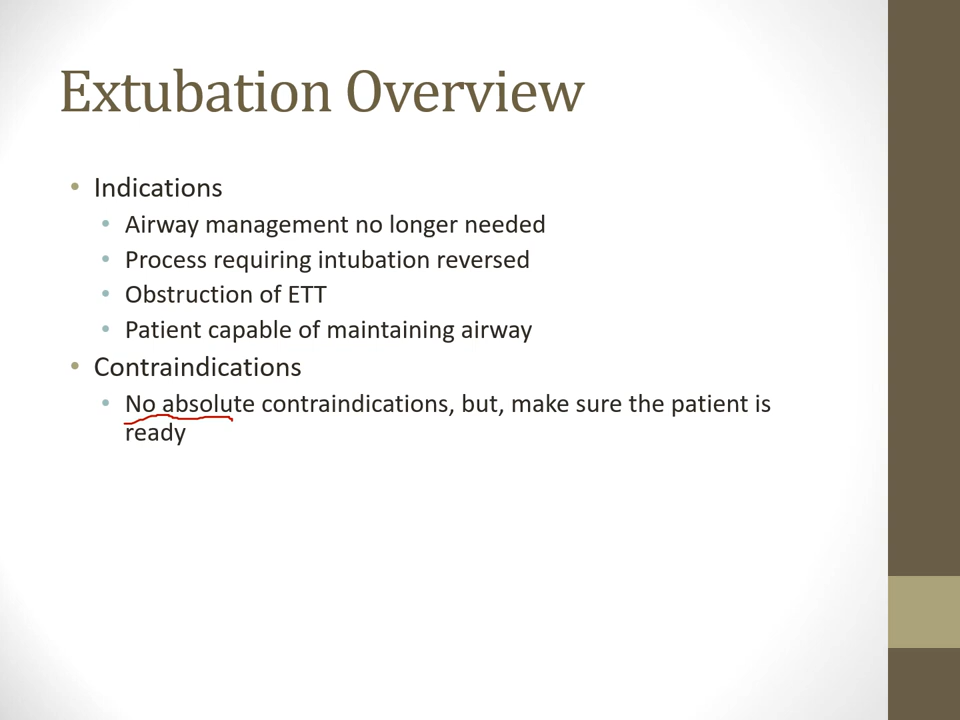 Extubation Overview
• Indications
• Airway management no longer needed
• Process requiring intubation reversed
• Obstruction of ETT
• Patient capable of maintaining airway
• Contraindications
• No absolute contraindications, but, make sure the patient is
ready